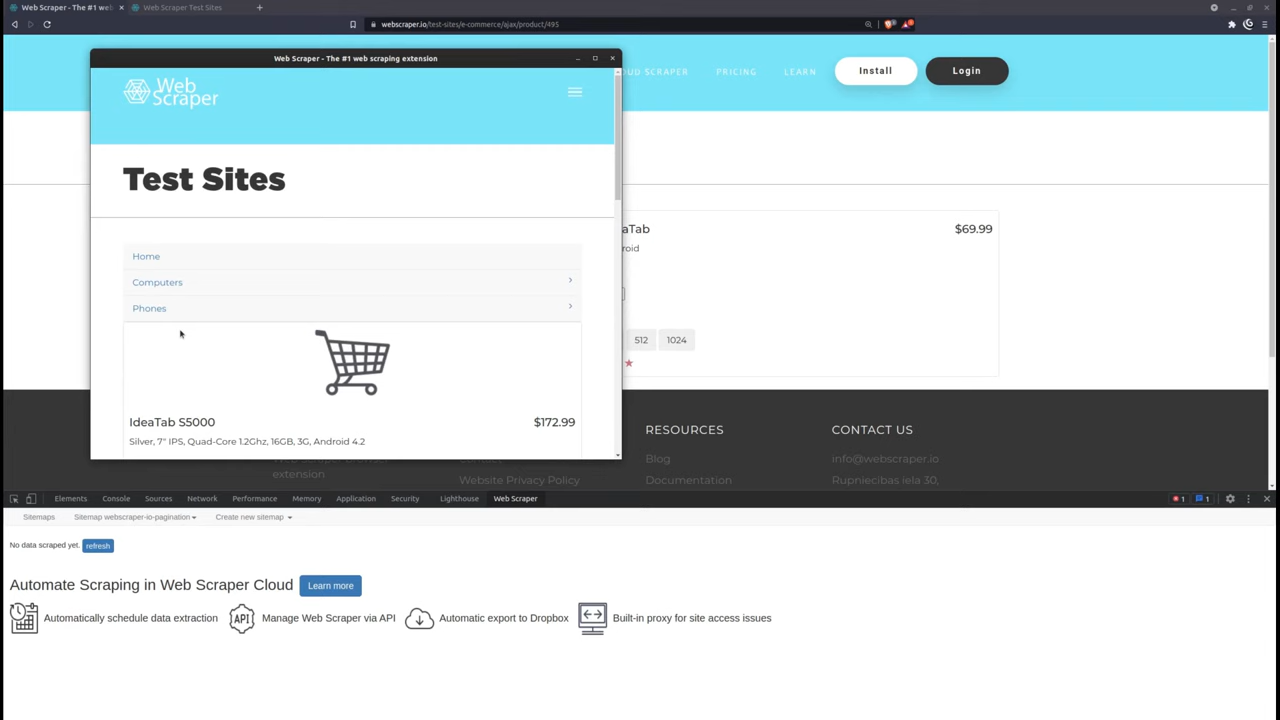 Web Scraper - The #1 we
Web Scraper Test Sites
webscraper.io/test-sites/e-commerce/ajax/product/495
Web Scraper - The #1 web scraping extension
OUD SCRAPER
PRICING
LEARN
Install
Login
Web
Scraper
Test Sites
Home
Computers
Phones
IdeaTab S5000
$172.99
Silver, 7" IPS, Quad-Core 1.2Ghz, 16GB, 3G, Android 4.2
aTab
$69.99
roid
512
1024
RESOURCES
CONTACT US
Blog
info@webscraper.io
extension
Website Privacy Policy
Documentation
Rupniecibas iela 30,
Elements
Console
Sources
Network
Performance
Memory
Application
Security
Lighthouse
Web Scraper
1
1
Sitemaps
Sitemap webscraper-io-pagination
Create new sitemap
No data scraped yet. refresh
Automate Scraping in Web Scraper Cloud
Learn more
Automatically schedule data extraction
API
Manage Web Scraper via API
Automatic export to Dropbox
Built-in proxy for site access issues